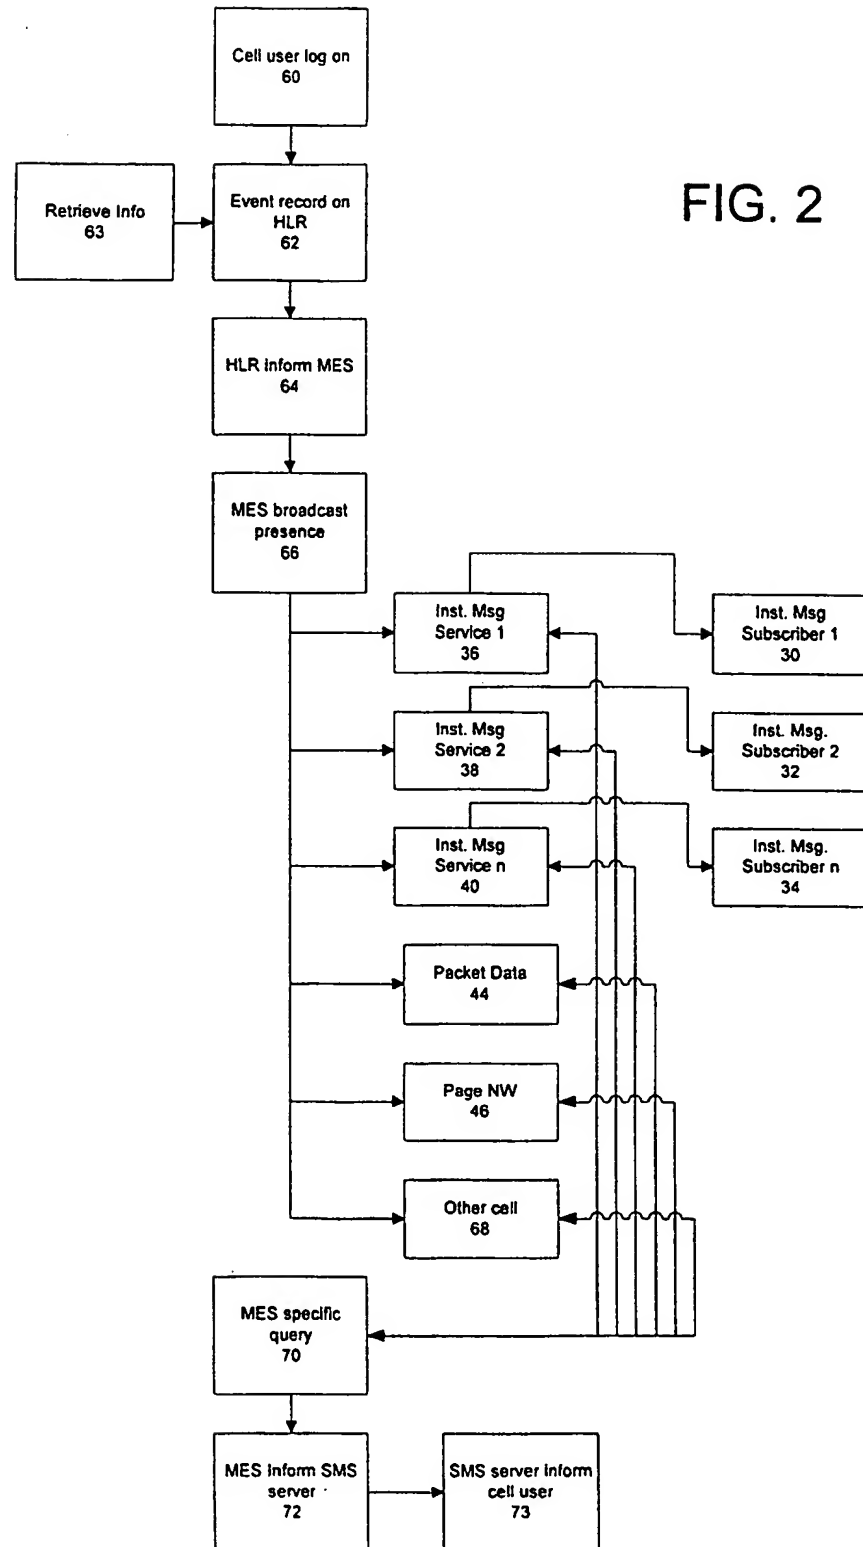 Cell user log on
60
Retrieve Info
63
Event record on
HLR
62
FIG. 2
HLR inform MES
64
MES broadcast
presence
66
Inst. Msg
Service 1
36
Inst. Msg
Subscriber 1
30
Inst. Msg
Service 2
38
Inst. Msg.
Subscriber 2
32
Inst. Msg
Service n
40
Inst. Msg.
Subscriber n
34
Packet Data
44
Page NW
46
Other cell
68
MES specific
query
70
MES Inform SMS
server
72
SMS server inform
cell user
73